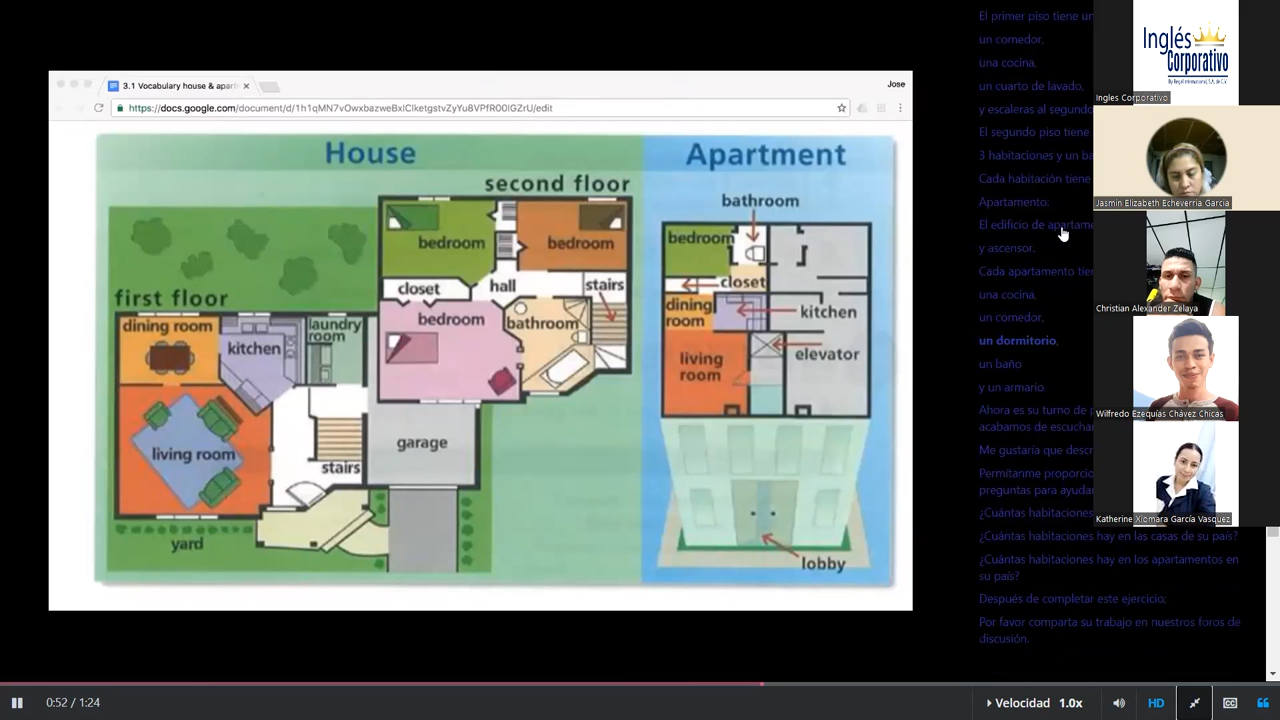 3.1 Vocabulary house & apart
Jose
https://docs.google.com/document/d/1h1qMN7vOwxbazweBxIClketgstvZyYu8VPfR00lGZrU/edit
House
Apartment
second floor
bathroom
bedroom
bedroom
closet
hall
stairs
bedroom
bathroom
first floor
dining room
kitchen
laundry
room
living room
stairs
garage
yard
bedroom
closet
dining
room
kitchen
living
room
elevator
lobby
El primer piso tiene un
un comedor,
una cocina,
un cuarto de lavado,
y escaleras al segundo
El segundo piso tiene
3 habitaciones y un ba
Cada habitación tiene
Apartamento:
El edificio de apartame
y ascensor.
Cada apartamento tien
una cocina,
un comedor,
un dormitorio,
un baño
y un armario.
Ahora es su turno de p
acabamos de escucha
Me gustaría que descr
Permítanme proporcio
preguntas para ayudar
¿Cuántas habitaciones
¿Cuántas habitaciones hay en las casas de su país?
¿Cuántas habitaciones hay en los apartamentos en
su país?
Después de completar este ejercicio;
Por favor comparta su trabajo en nuestros foros de
discusión.
Inglés
Corporativo
Ingles Corporativo
Jasmin Elizabeth Echeverria Garcia
Christian Alexander Zelaya
Wilfredo Ezequías Chávez Chicas
Katherine Xiomara García Vasquez
0:52 / 1:24
Velocidad 1.0x
HD
CC